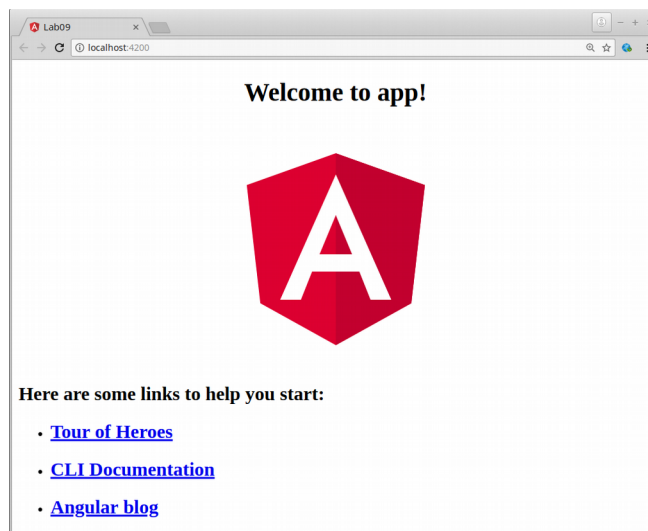 Lab09
localhost:4200
Welcome to app!
A
Here are some links to help you start:
• Tour of Heroes
• CLI Documentation
• Angular blog